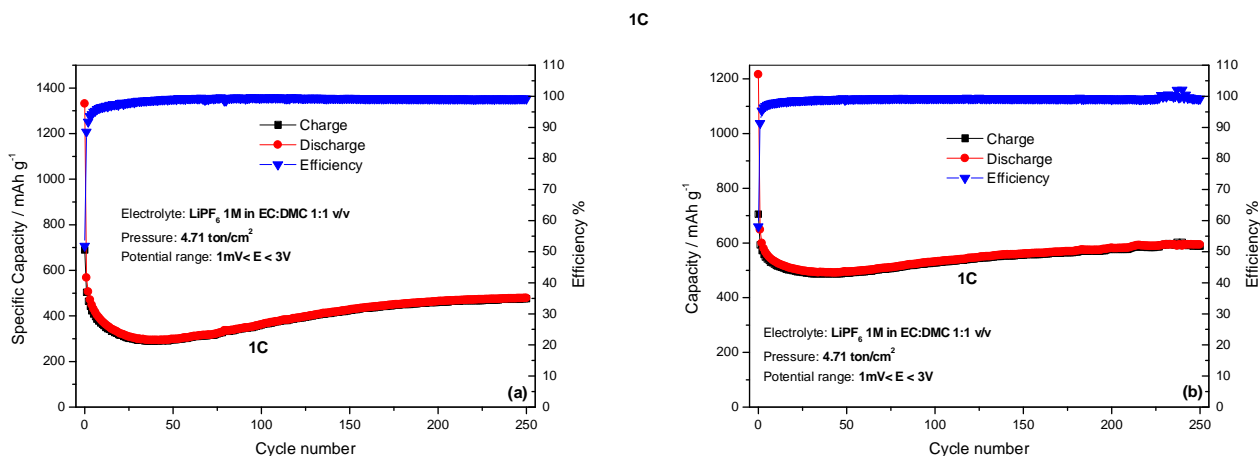 1C
Specific Capacity / mAh g⁻¹
1400
1200
1000
800
600
400
200
0
Charge
Discharge
Efficiency
Electrolyte: LiPF₆ 1M in EC:DMC 1:1 v/v
Pressure: 4.71 ton/cm²
Potential range: 1mV< E < 3V
1C
(a)
110
100
90
80
70
60
50
40
30
20
10
0
Efficiency %
0 50 100 150 200 250
Cycle number
Capacity / mAh g⁻¹
1200
1000
800
600
400
200
0
Charge
Discharge
Efficiency
1C
Electrolyte: LiPF₆ 1M in EC:DMC 1:1 v/v
Pressure: 4.71 ton/cm²
Potential range: 1mV< E < 3V
(b)
110
100
90
80
70
60
50
40
30
20
10
0
Efficiency %
0 50 100 150 200 250
Cycle number